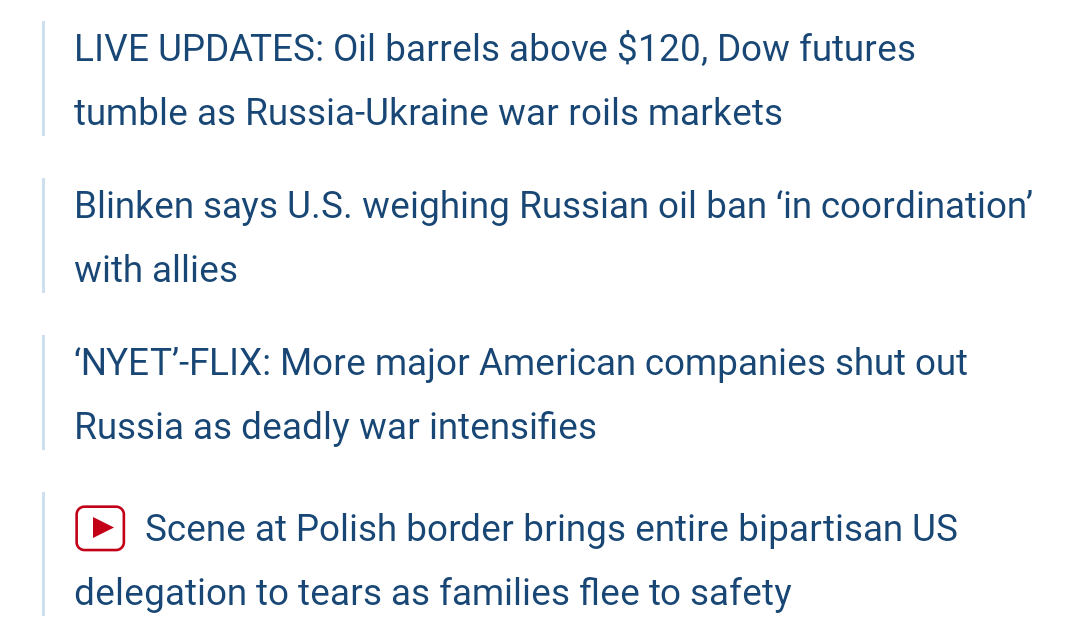 LIVE UPDATES: Oil barrels above $120, Dow futures
tumble as Russia-Ukraine war roils markets
Blinken says U.S. weighing Russian oil ban ‘in coordination’
with allies
‘NYET’-FLIX: More major American companies shut out
Russia as deadly war intensifies
Scene at Polish border brings entire bipartisan US
delegation to tears as families flee to safety